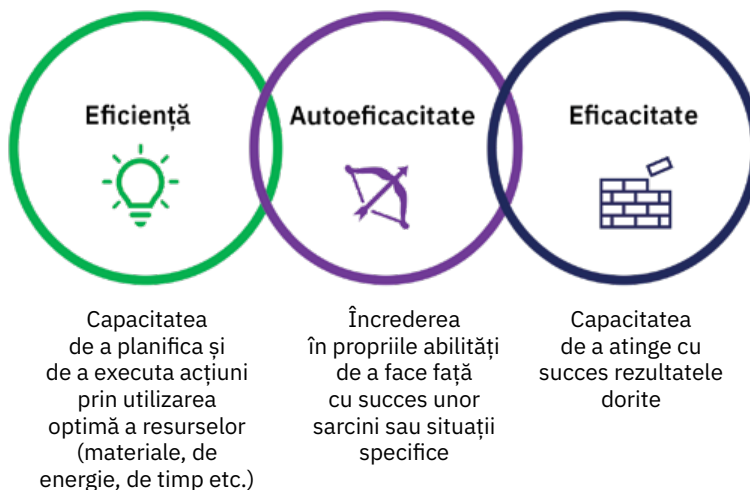 Eficiență
Autoeficacitate
Eficacitate
Capacitatea
de a planifica și
de a executa acțiuni
prin utilizarea
optimă a resurselor
(materiale, de
energie, de timp etc.)
Încrederea
în propriile abilități
de a face față
cu succes unor
sarcini sau situații
specifice
Capacitatea
de a atinge cu
succes rezultatele
dorite